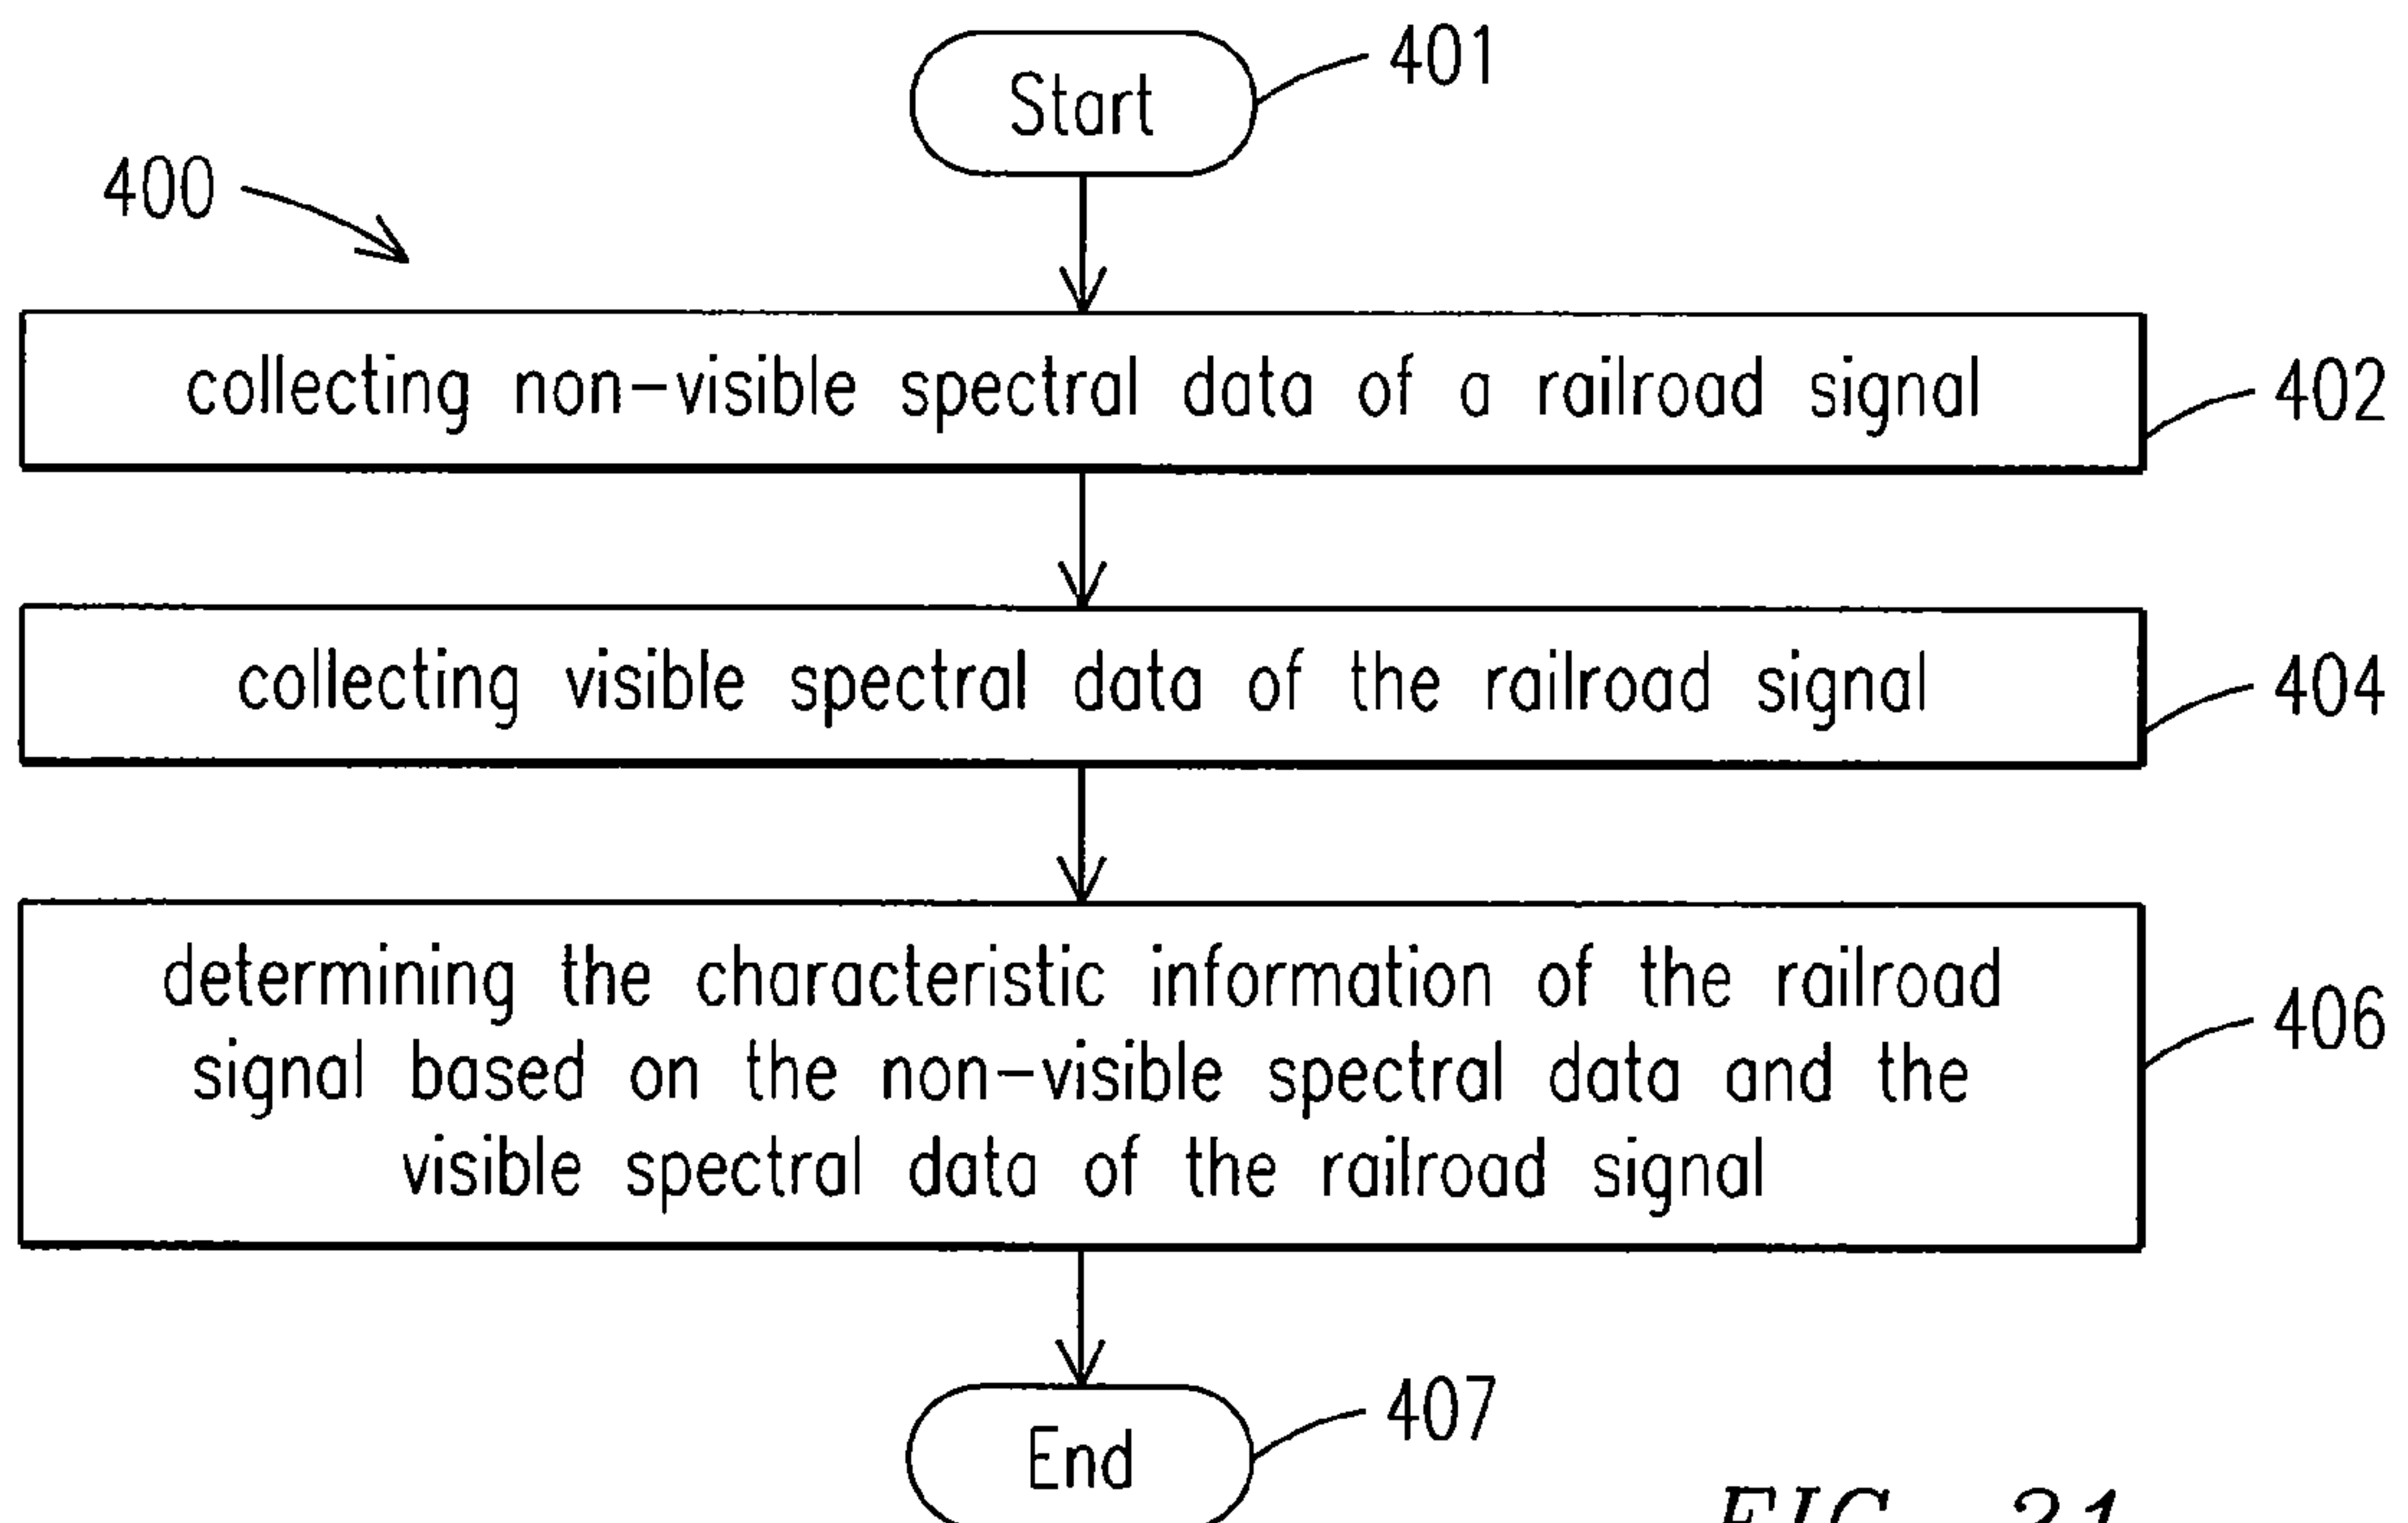 Start
401
400
collecting non-visible spectral data of a railroad signal
402
collecting visible spectral data of the railroad signal
404
determining the characteristic information of the railroad
signal based on the non-visible spectral data and the
visible spectral data of the railroad signal
406
End
407
FIG. 21